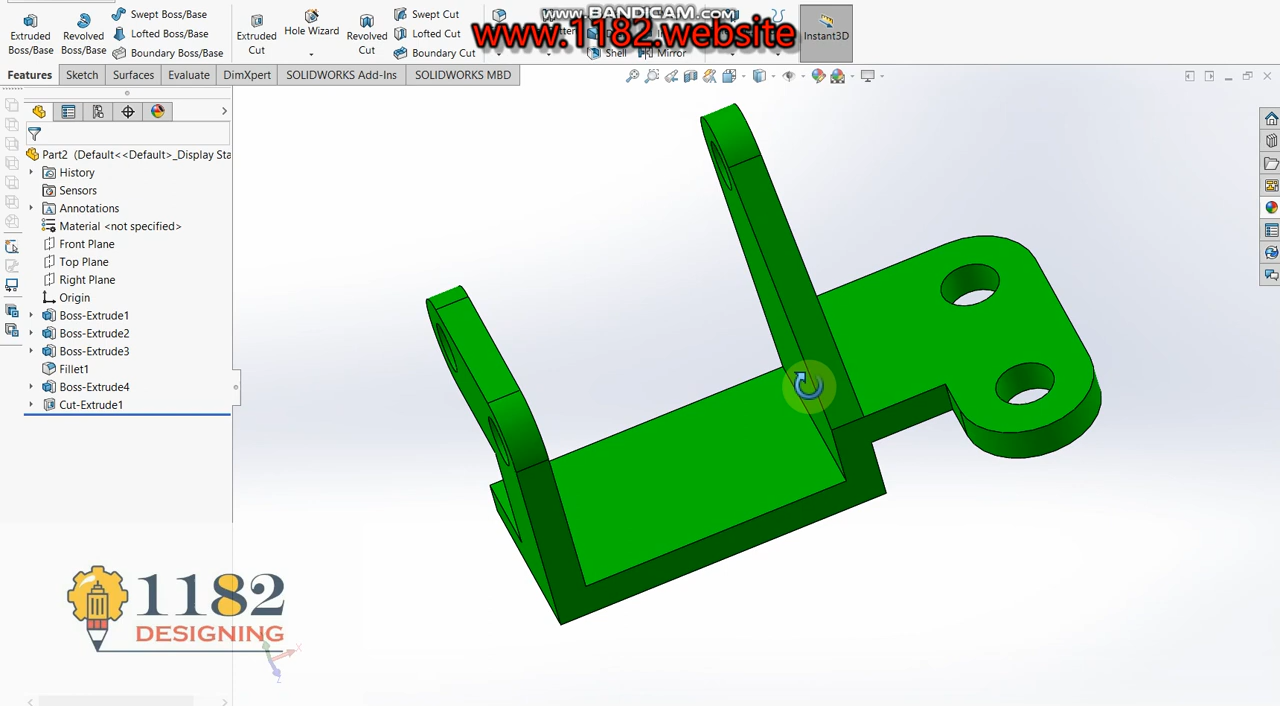 www.BANDICAM.com
www.1182.website
Extruded Boss/Base
Revolved Boss/Base
Swept Boss/Base
Lofted Boss/Base
Boundary Boss/Base
Extruded Cut
Hole Wizard
Revolved Cut
Swept Cut
Lofted Cut
Boundary Cut
Shell
Mirror
Instant3D
Features
Sketch
Surfaces
Evaluate
DimXpert
SOLIDWORKS Add-Ins
SOLIDWORKS MBD
Part2 (Default<<Default>_Display Sta
History
Sensors
Annotations
Material <not specified>
Front Plane
Top Plane
Right Plane
Origin
Boss-Extrude1
Boss-Extrude2
Boss-Extrude3
Fillet1
Boss-Extrude4
Cut-Extrude1
1182
DESIGNING